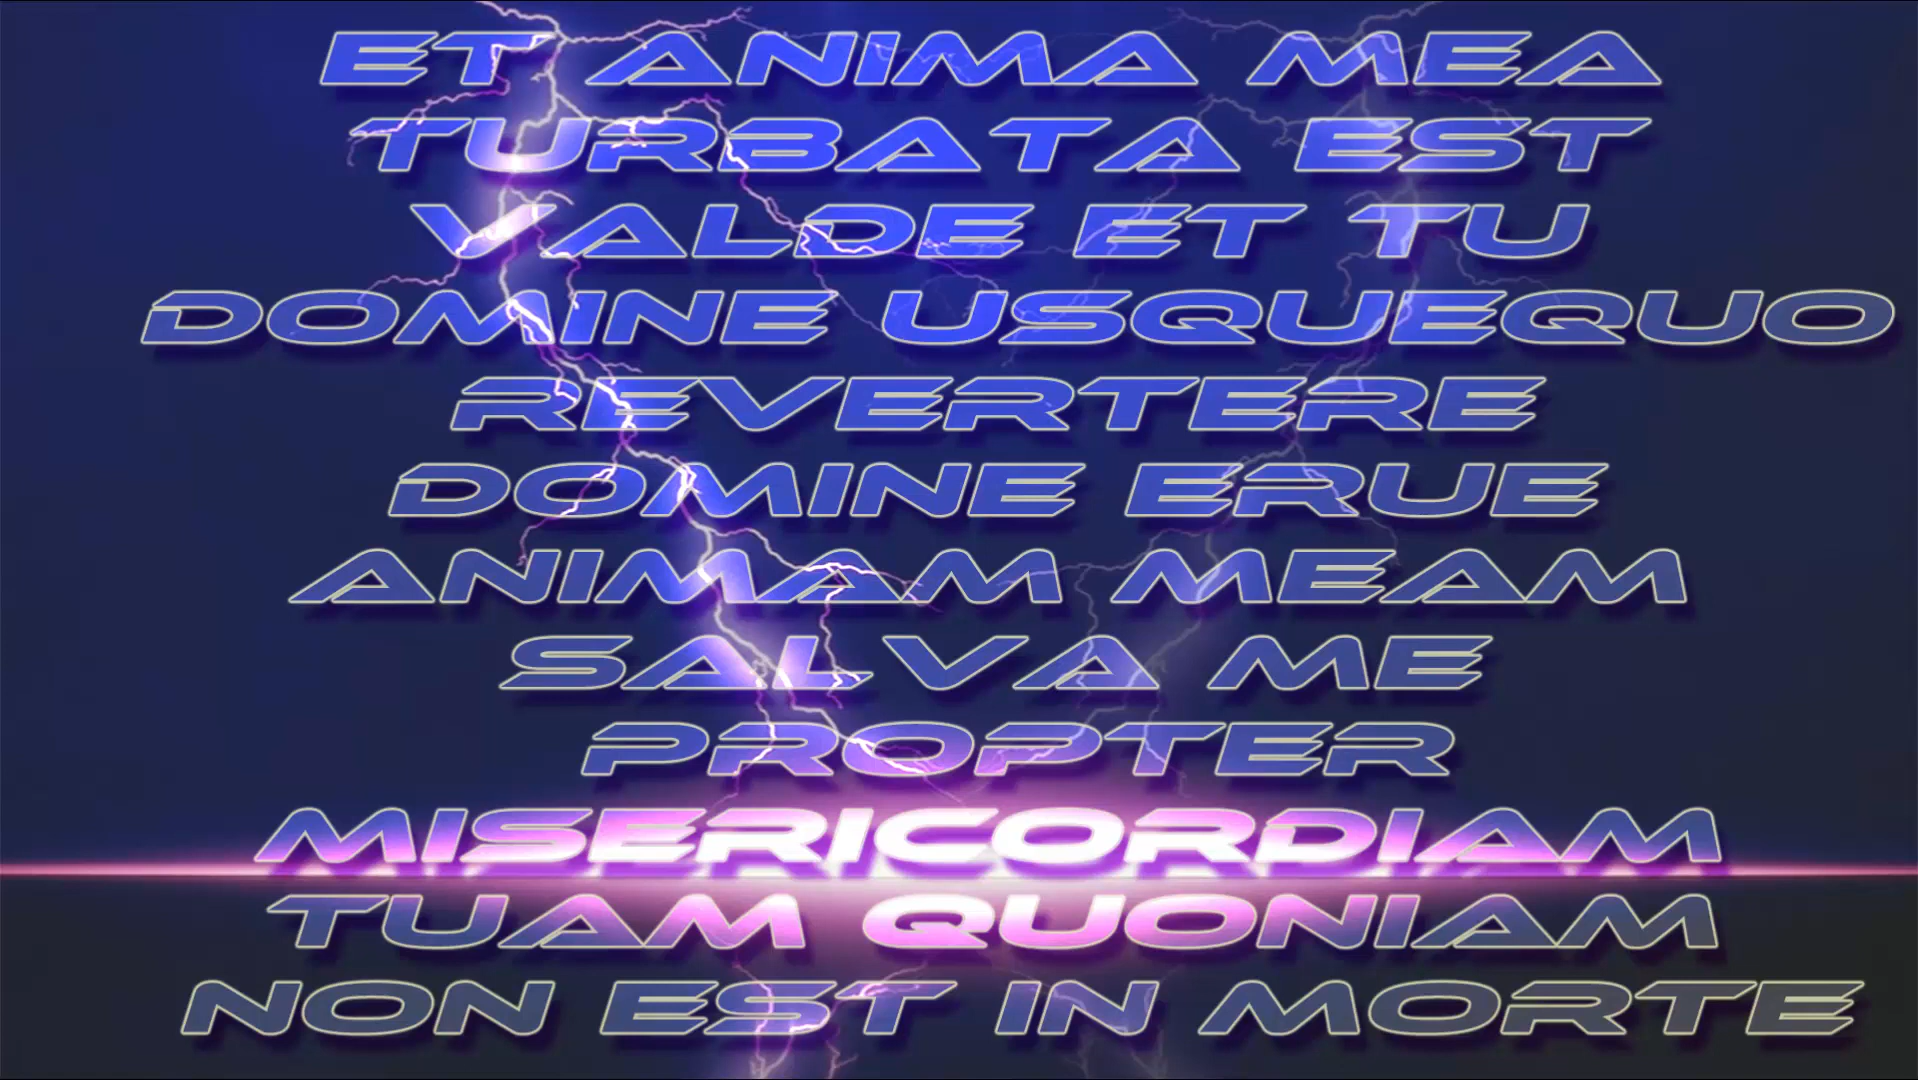 ET ANIMA MEA
TURBATA EST
VALDE ET TU
DOMINE USQUEQUO
REVERTERE
DOMINE ERUE
ANIMAM MEAM
SALVA ME
PROPTER
MISERICORDIAM
TUAM QUONIAM
NON EST IN MORTE